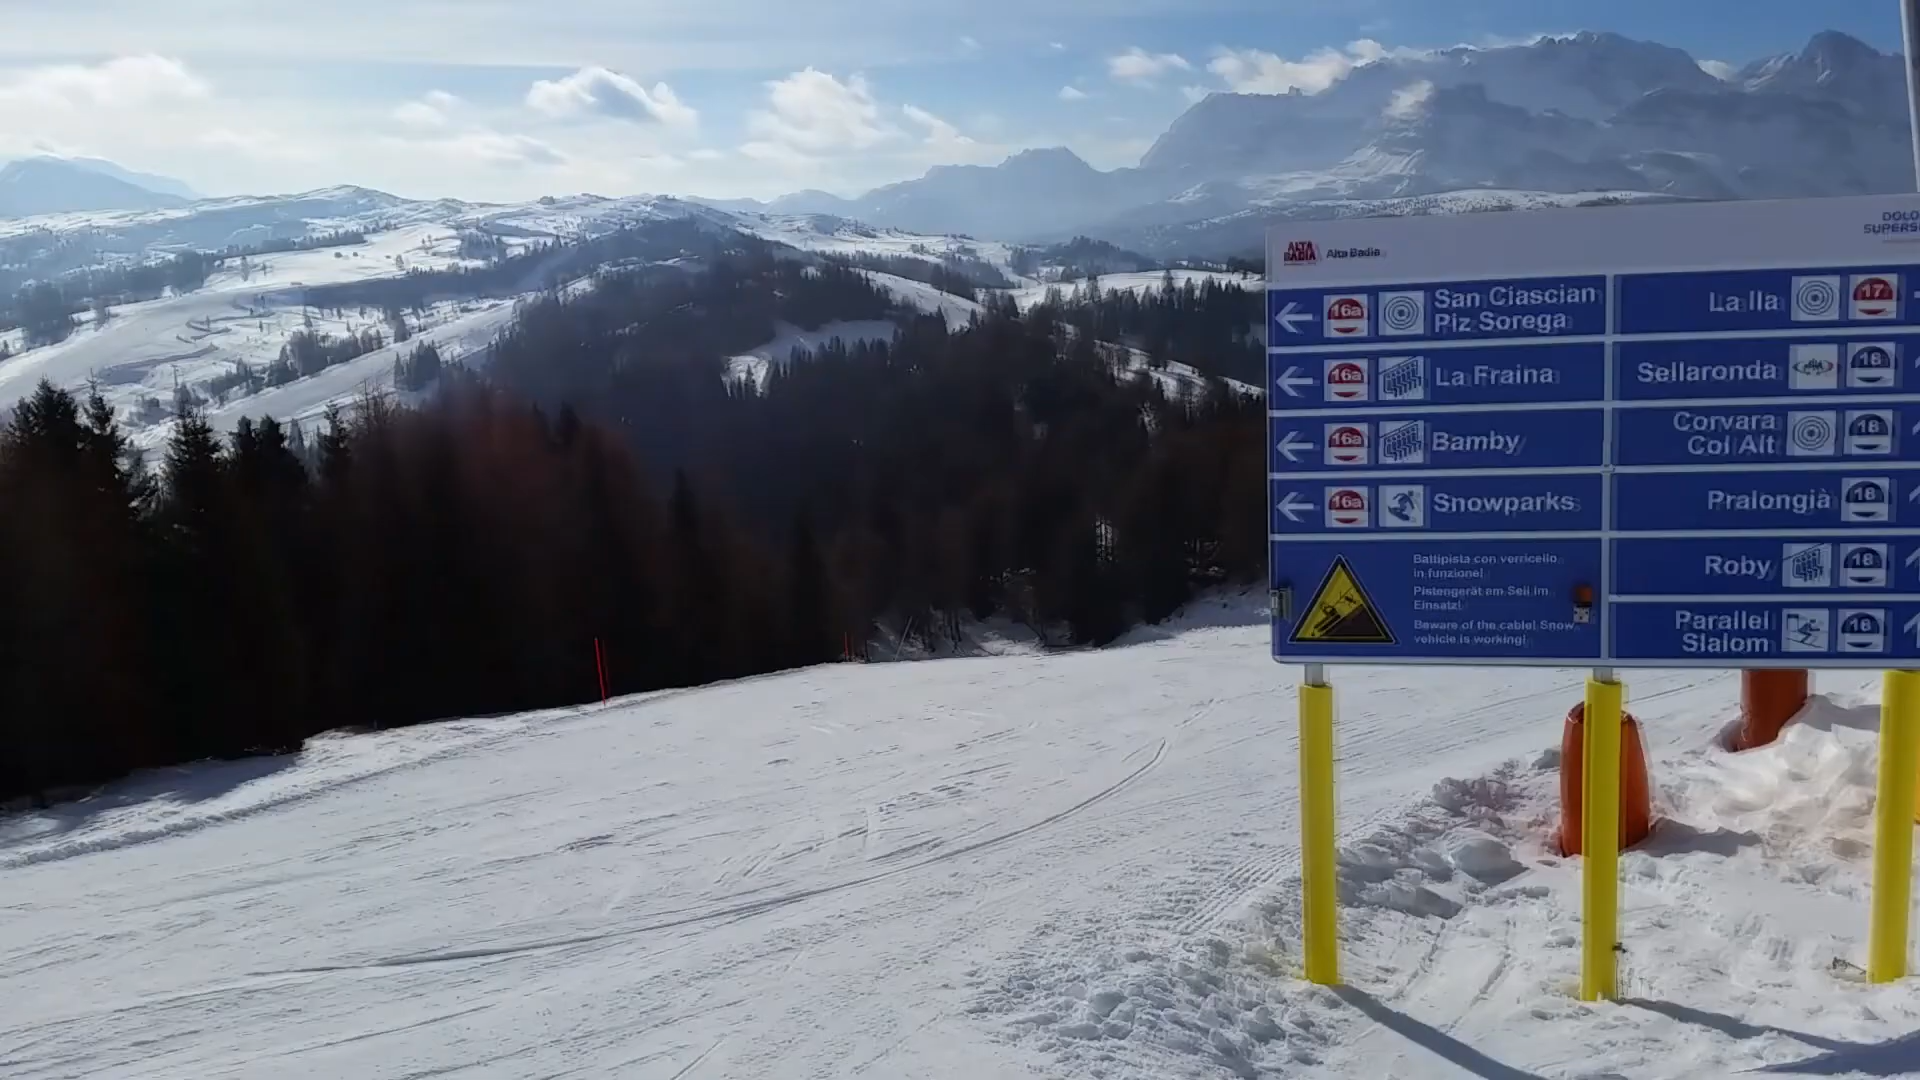 ALTA BADIA
Alta Badia
DOLO
SUPERS
16a San Ciascian
Piz Sorega
16a La Fraina
16a Bamby
16a Snowparks
Battipista con verricello
in funzione!
Pistengerät am Seil im
Einsatz!
Beware of the cable! Snow
vehicle is working!
La Ila 17
Sellaronda 18
Corvara
Col Alt 18
Pralongià 18
Roby 18
Parallel
Slalom 18